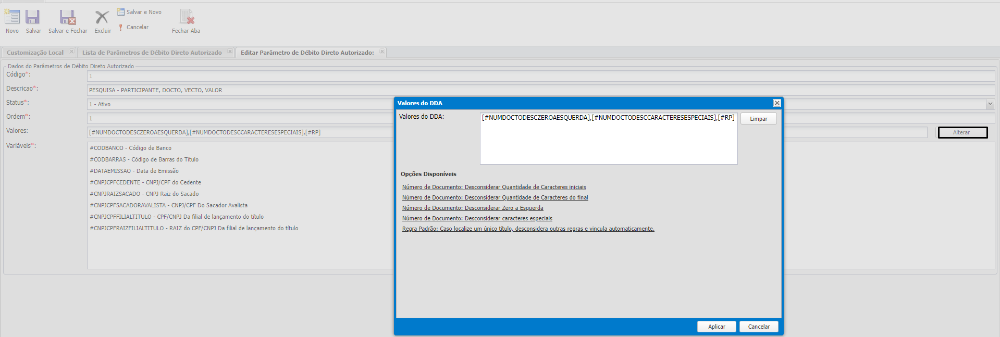 Novo
Salvar
Salvar e Fechar
Excluir
Salvar e Novo
Cancelar
Fechar Aba
Customização Local
Lista de Parâmetros de Débito Direto Autorizado
Editar Parâmetro de Débito Direto Autorizado:
Dados do Parâmetros de Débito Direto Autorizado
Código*:
1
Descricao*:
PESQUISA - PARTICIPANTE, DOCTO, VECTO, VALOR
Status*:
1 - Ativo
Ordem*:
1
Valores:
[#NUMDOCTODESCZEROAESQUERDA],[#NUMDOCTODESCCARACTERESESPECIAIS],[#RP]
Alterar
Variáveis*:
#CODBANCO - Código de Banco
#CODBARRAS - Código de Barras do Título
#DATAEMISSAO - Data de Emissão
#CNPJCPFCEDENTE - CNPJ/CPF do Cedente
#CNPJRAIZSACADO - CNPJ Raiz do Sacado
#CNPJCPFSACADORAVALISTA - CNPJ/CPF Do Sacador Avalista
#CNPJCPFFILIALTITULO - CPF/CNPJ Da filial de lançamento do título
#CNPJCPFRAIZFILIALTITULO - RAIZ do CPF/CNPJ Da filial de lançamento do título
Valores do DDA
Valores do DDA:
[#NUMDOCTODESCZEROAESQUERDA],[#NUMDOCTODESCCARACTERESESPECIAIS],[#RP]
Limpar
Opções Disponíveis
Número de Documento: Desconsiderar Quantidade de Caracteres iniciais
Número de Documento: Desconsiderar Quantidade de Caracteres do final
Número de Documento: Desconsiderar Zero a Esquerda
Número de Documento: Desconsiderar caracteres especiais
Regra Padrão: Caso localize um único título, desconsidera outras regras e vincula automaticamente.
Aplicar
Cancelar